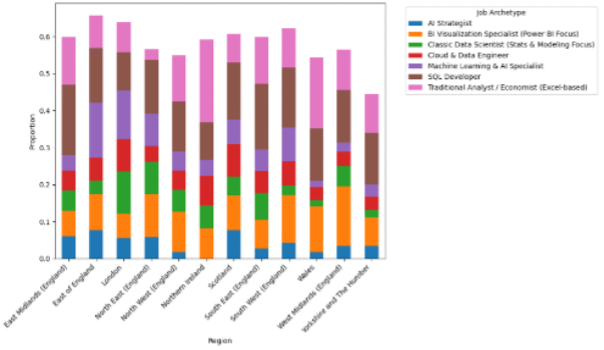 Job Archetype
AI Strategist
BI Visualization Specialist (Power BI Focus)
Classic Data Scientist (Stats & Modeling Focus)
Cloud & Data Engineer
Machine Learning & AI Specialist
SQL Developer
Traditional Analyst / Economist (Excel-based)
Proportion
0.6
0.5
0.4
0.3
0.2
0.1
0.0
East Midlands (England)
East of England
London
North East (England)
North West (England)
Northern Ireland
Scotland
South East (England)
South West (England)
Wales
West Midlands (England)
Yorkshire and The Humber
Region